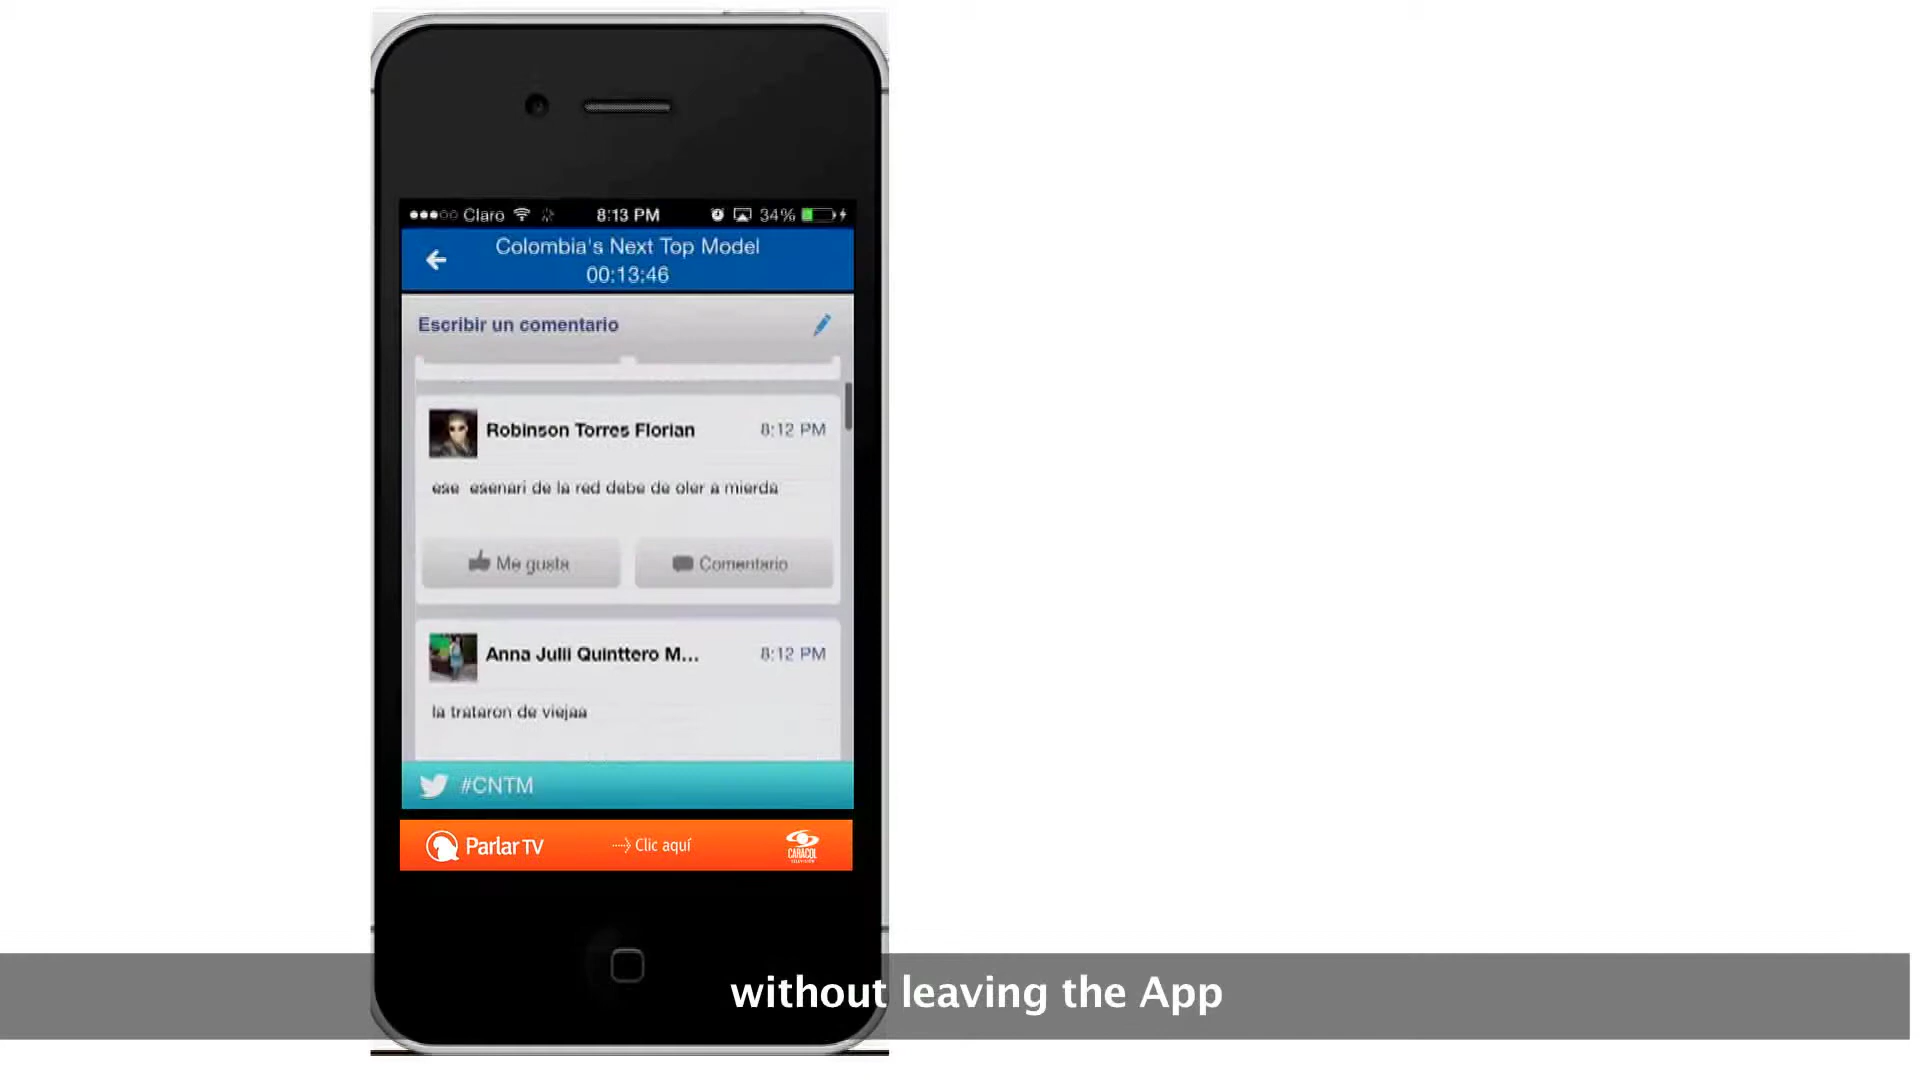 Claro 8:13 PM 34%
Colombia's Next Top Model
00:13:46
Escribir un comentario
Robinson Torres Florian 8:12 PM
ese esenari de la red debe de oler a mierda
Me gusta Comentario
Anna Julii Quinttero M... 8:12 PM
la trataron de viejaa
#CNTM
Parlar TV Clic aquí CARACOL
without leaving the App